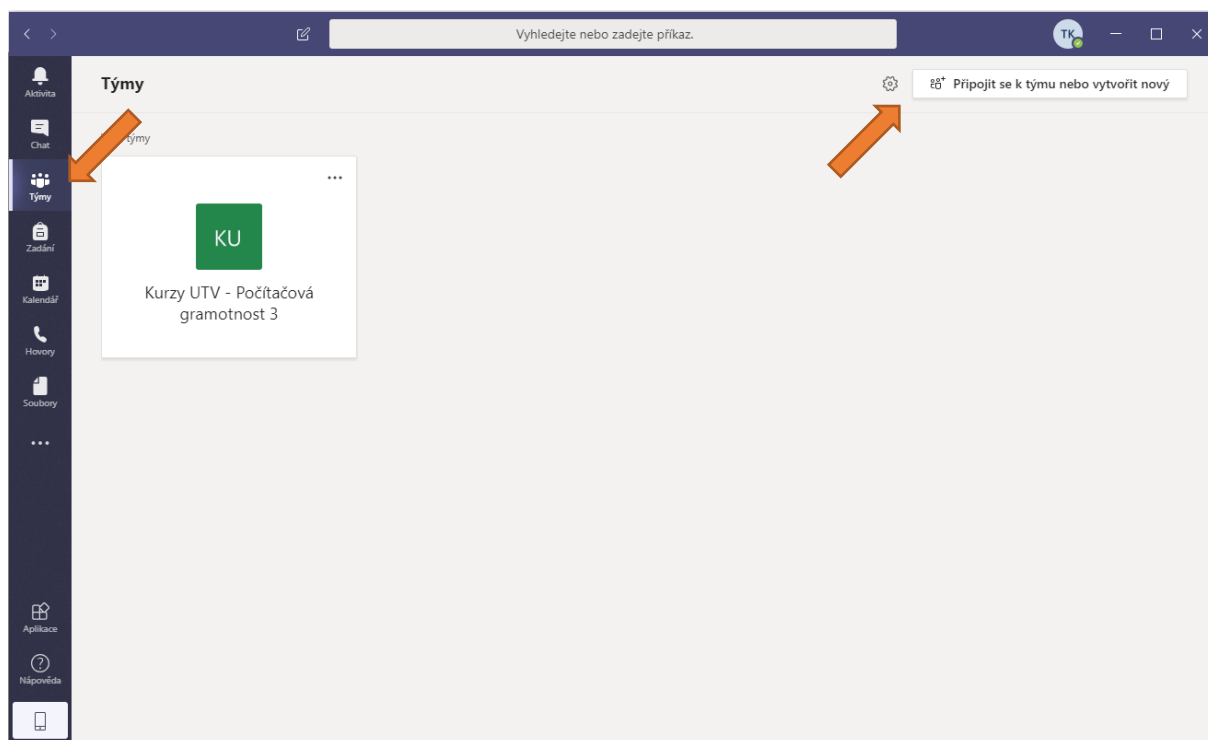 Vyhledejte nebo zadejte příkaz.
TK
Aktivita
Chat
Týmy
Zadání
Kalendář
Hovory
Soubory
Aplikace
Nápověda
Týmy
Připojit se k týmu nebo vytvořit nový
týmy
KU
Kurzy UTV - Počítačová
gramotnost 3